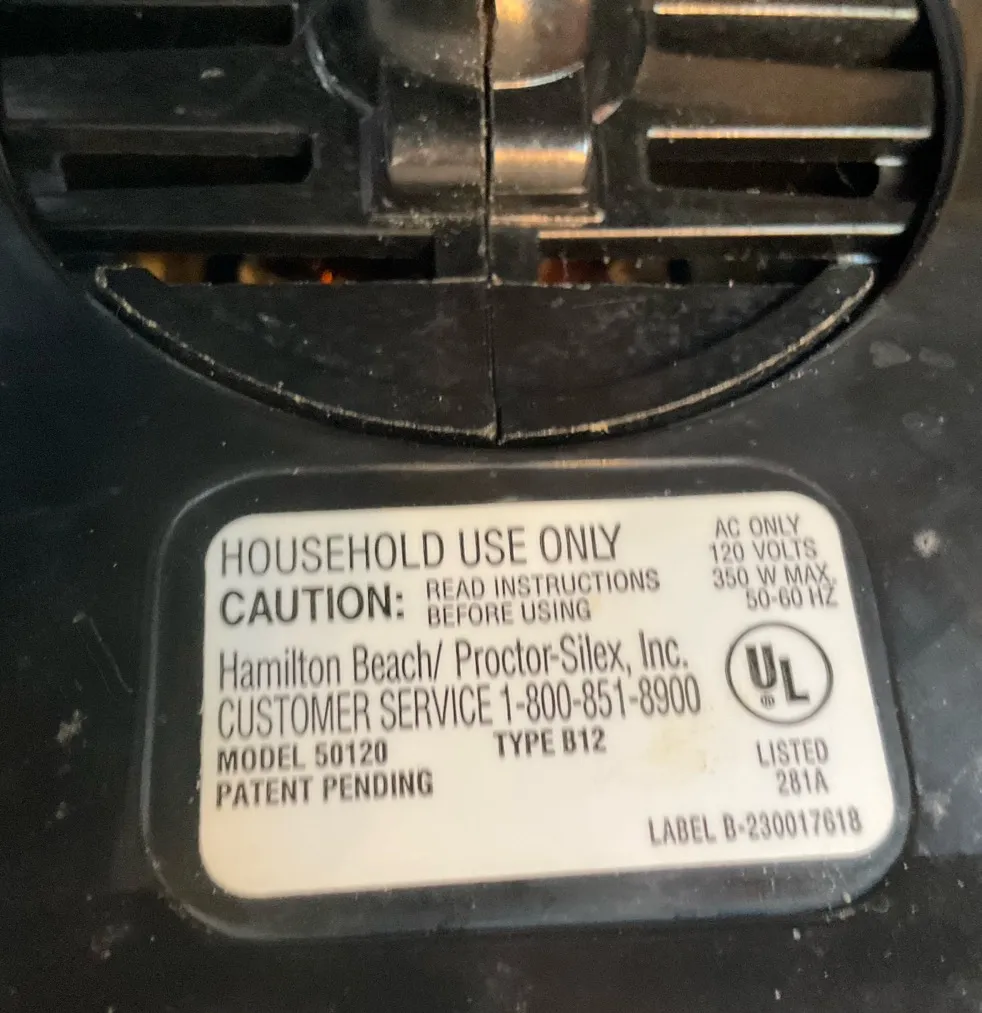 HOUSEHOLD USE ONLY
CAUTION: READ INSTRUCTIONS
BEFORE USING
AC ONLY
120 VOLTS
350 W MAX.
50-60 HZ
Hamilton Beach/ Proctor-Silex, Inc.
CUSTOMER SERVICE 1-800-851-8900
MODEL 50120 TYPE B12
PATENT PENDING
UL
LISTED
281A
LABEL B-230017618